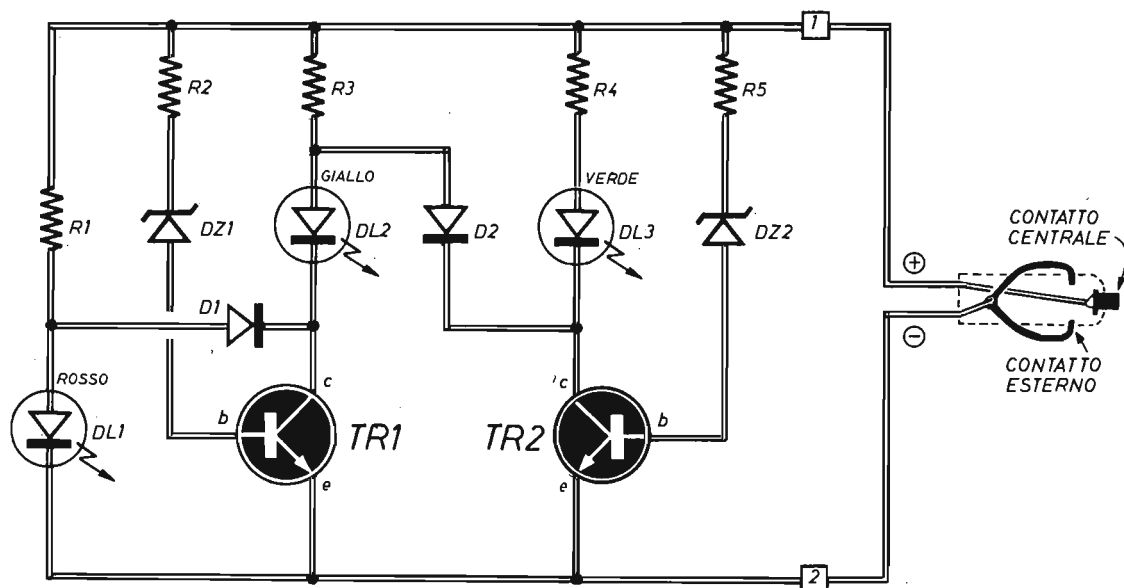 1
R2
R3
R4
R5
GIALLO
VERDE
R1
DZ1
DL2
D2
DL3
DZ2
CONTATTO
CENTRALE
+
D1
−
CONTATTO
ESTERNO
ROSSO
c
c
DL1
b
TR1
TR2
b
e
e
2